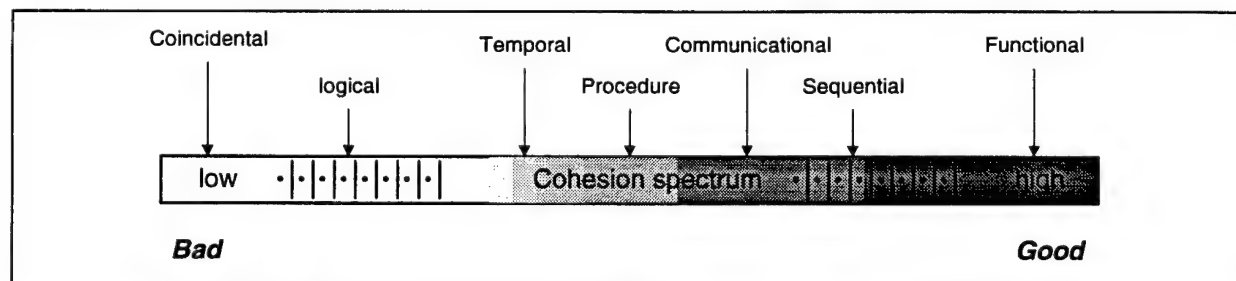 Coincidental Temporal Communicational Functional
logical Procedure Sequential
low Cohesion spectrum high
Bad Good